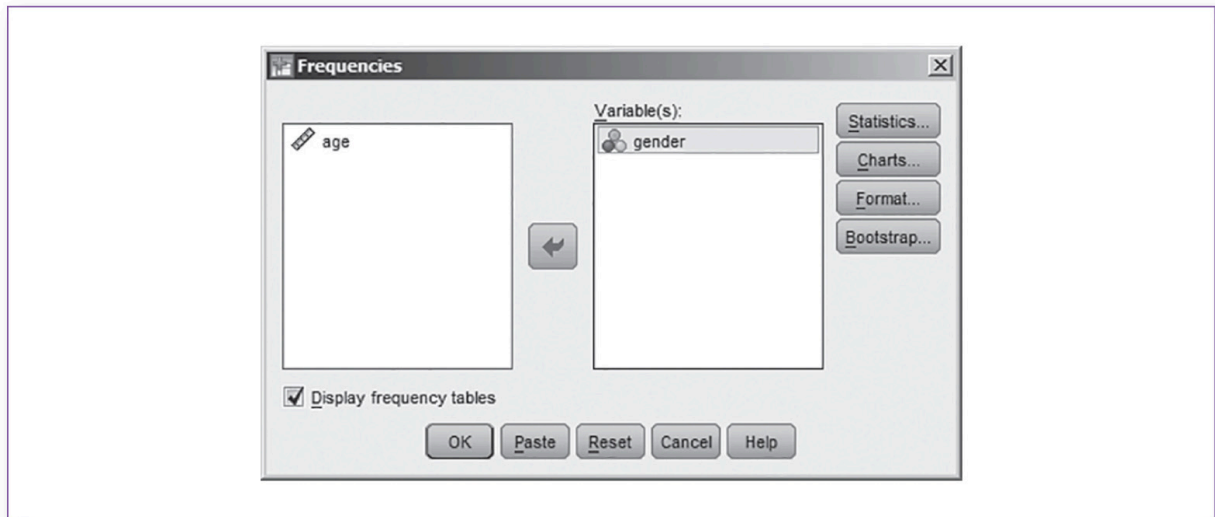 Frequencies
Variable(s):
age
gender
Statistics...
Charts...
Format...
Bootstrap...
Display frequency tables
OK Paste Reset Cancel Help